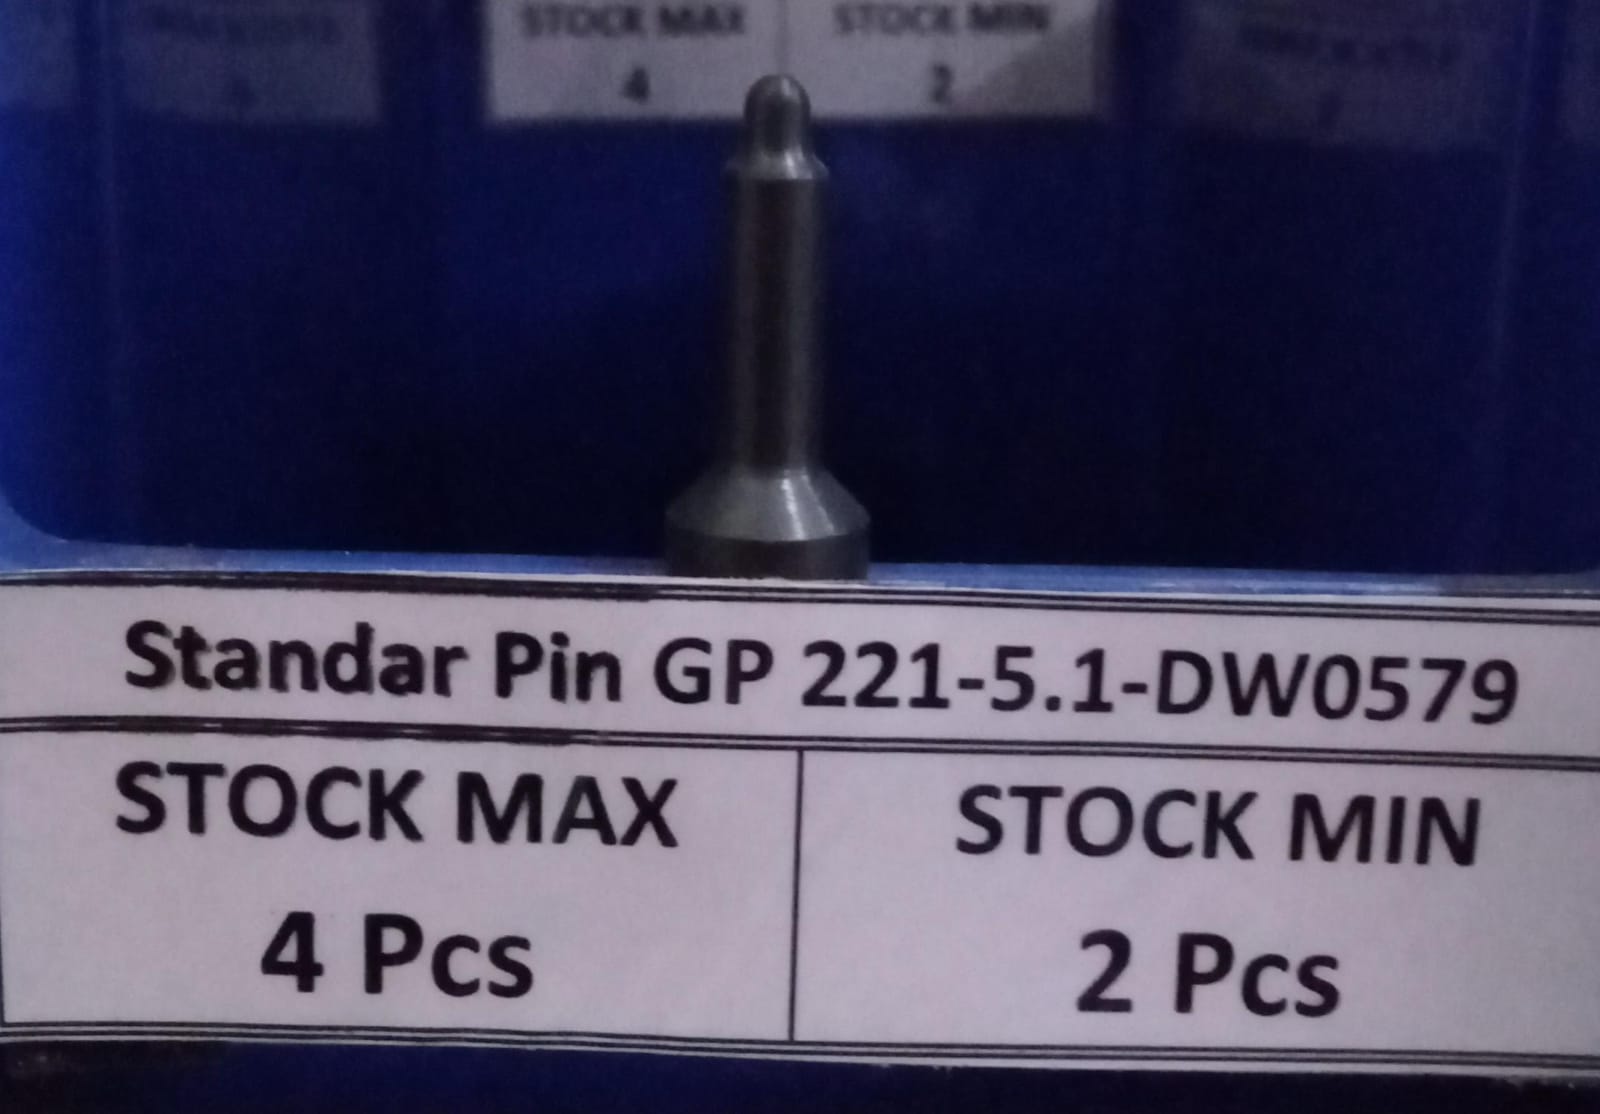 STOCK MAX STOCK MIN
4 2
Standar Pin GP 221-5.1-DW0579
STOCK MAX STOCK MIN
4 Pcs 2 Pcs